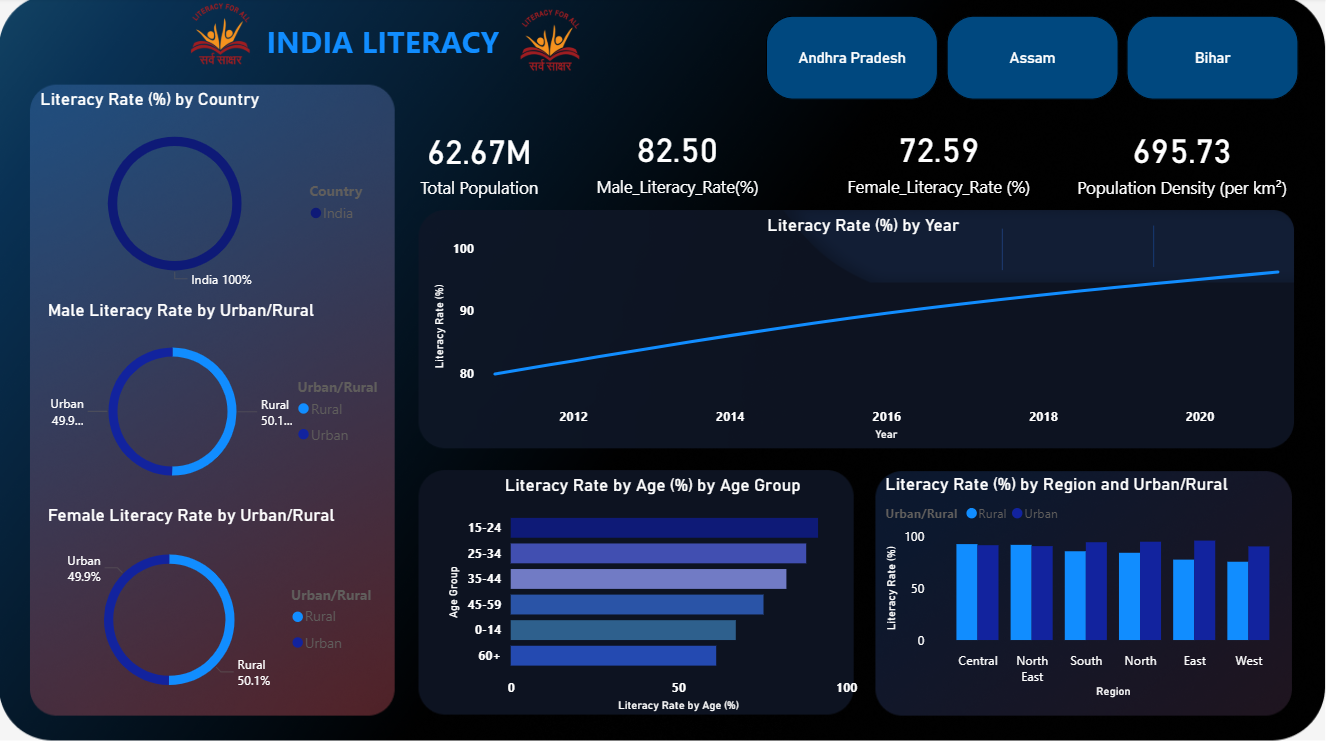 LITERACY FOR ALL
सर्व साक्षर
INDIA LITERACY
LITERACY FOR ALL
सर्व साक्षर
Andhra Pradesh
Assam
Bihar
62.67M
Total Population
82.50
Male_Literacy_Rate(%)
72.59
Female_Literacy_Rate (%)
695.73
Population Density (per km²)
Literacy Rate (%) by Country
Country
India
India 100%
Male Literacy Rate by Urban/Rural
Urban
49.9...
Rural
50.1...
Urban/Rural
Rural
Urban
Female Literacy Rate by Urban/Rural
Urban
49.9%
Rural
50.1%
Urban/Rural
Rural
Urban
Literacy Rate (%) by Year
Literacy Rate (%)
100
90
80
2012 2014 2016 2018 2020
Year
Literacy Rate by Age (%) by Age Group
Age Group
15-24
25-34
35-44
45-59
0-14
60+
0 50 100
Literacy Rate by Age (%)
Literacy Rate (%) by Region and Urban/Rural
Urban/Rural Rural Urban
Literacy Rate (%)
100
50
0
Central North South North East West
East
Region